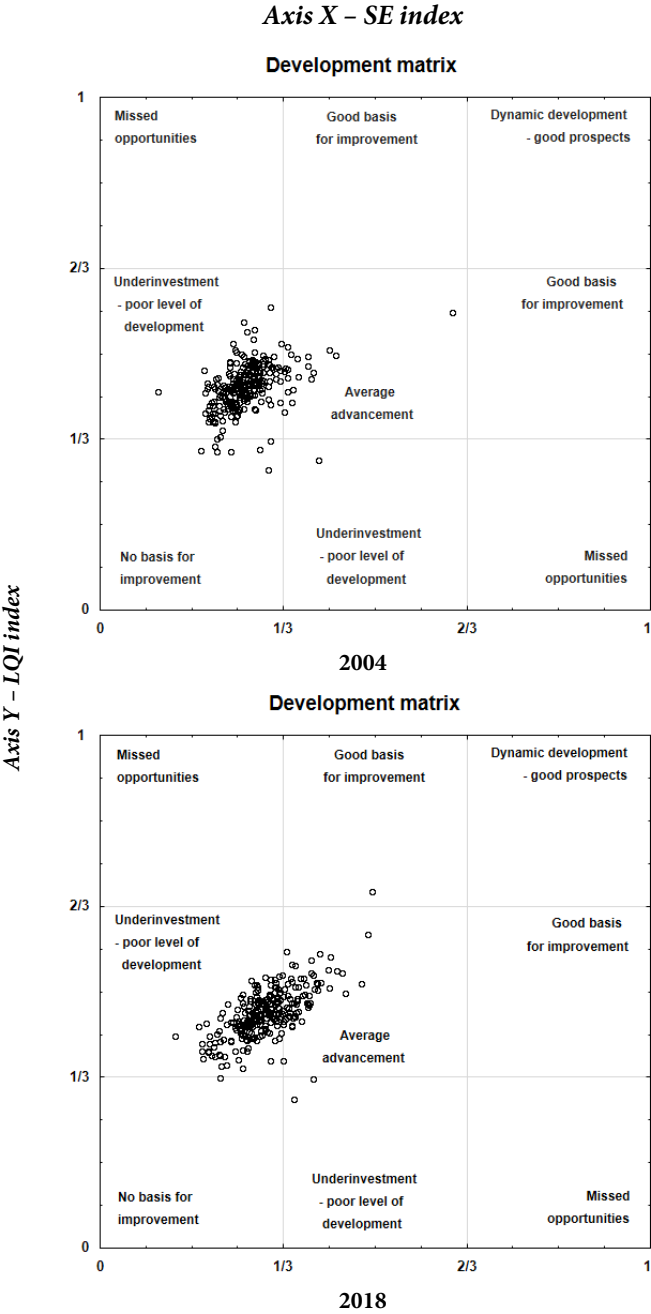 Axis X – SE index
Development matrix
1
Missed
opportunities
Good basis
for improvement
Dynamic development
- good prospects
2/3
Underinvestment
- poor level of
development
Good basis
for improvement
Average
advancement
1/3
No basis for
improvement
Underinvestment
- poor level of
development
Missed
opportunities
0
0 1/3 2/3 1
2004
Axis Y – LQI index
Development matrix
1
Missed
opportunities
Good basis
for improvement
Dynamic development
- good prospects
2/3
Underinvestment
- poor level of
development
Good basis
for improvement
Average
advancement
1/3
No basis for
improvement
Underinvestment
- poor level of
development
Missed
opportunities
0
0 1/3 2/3 1
2018